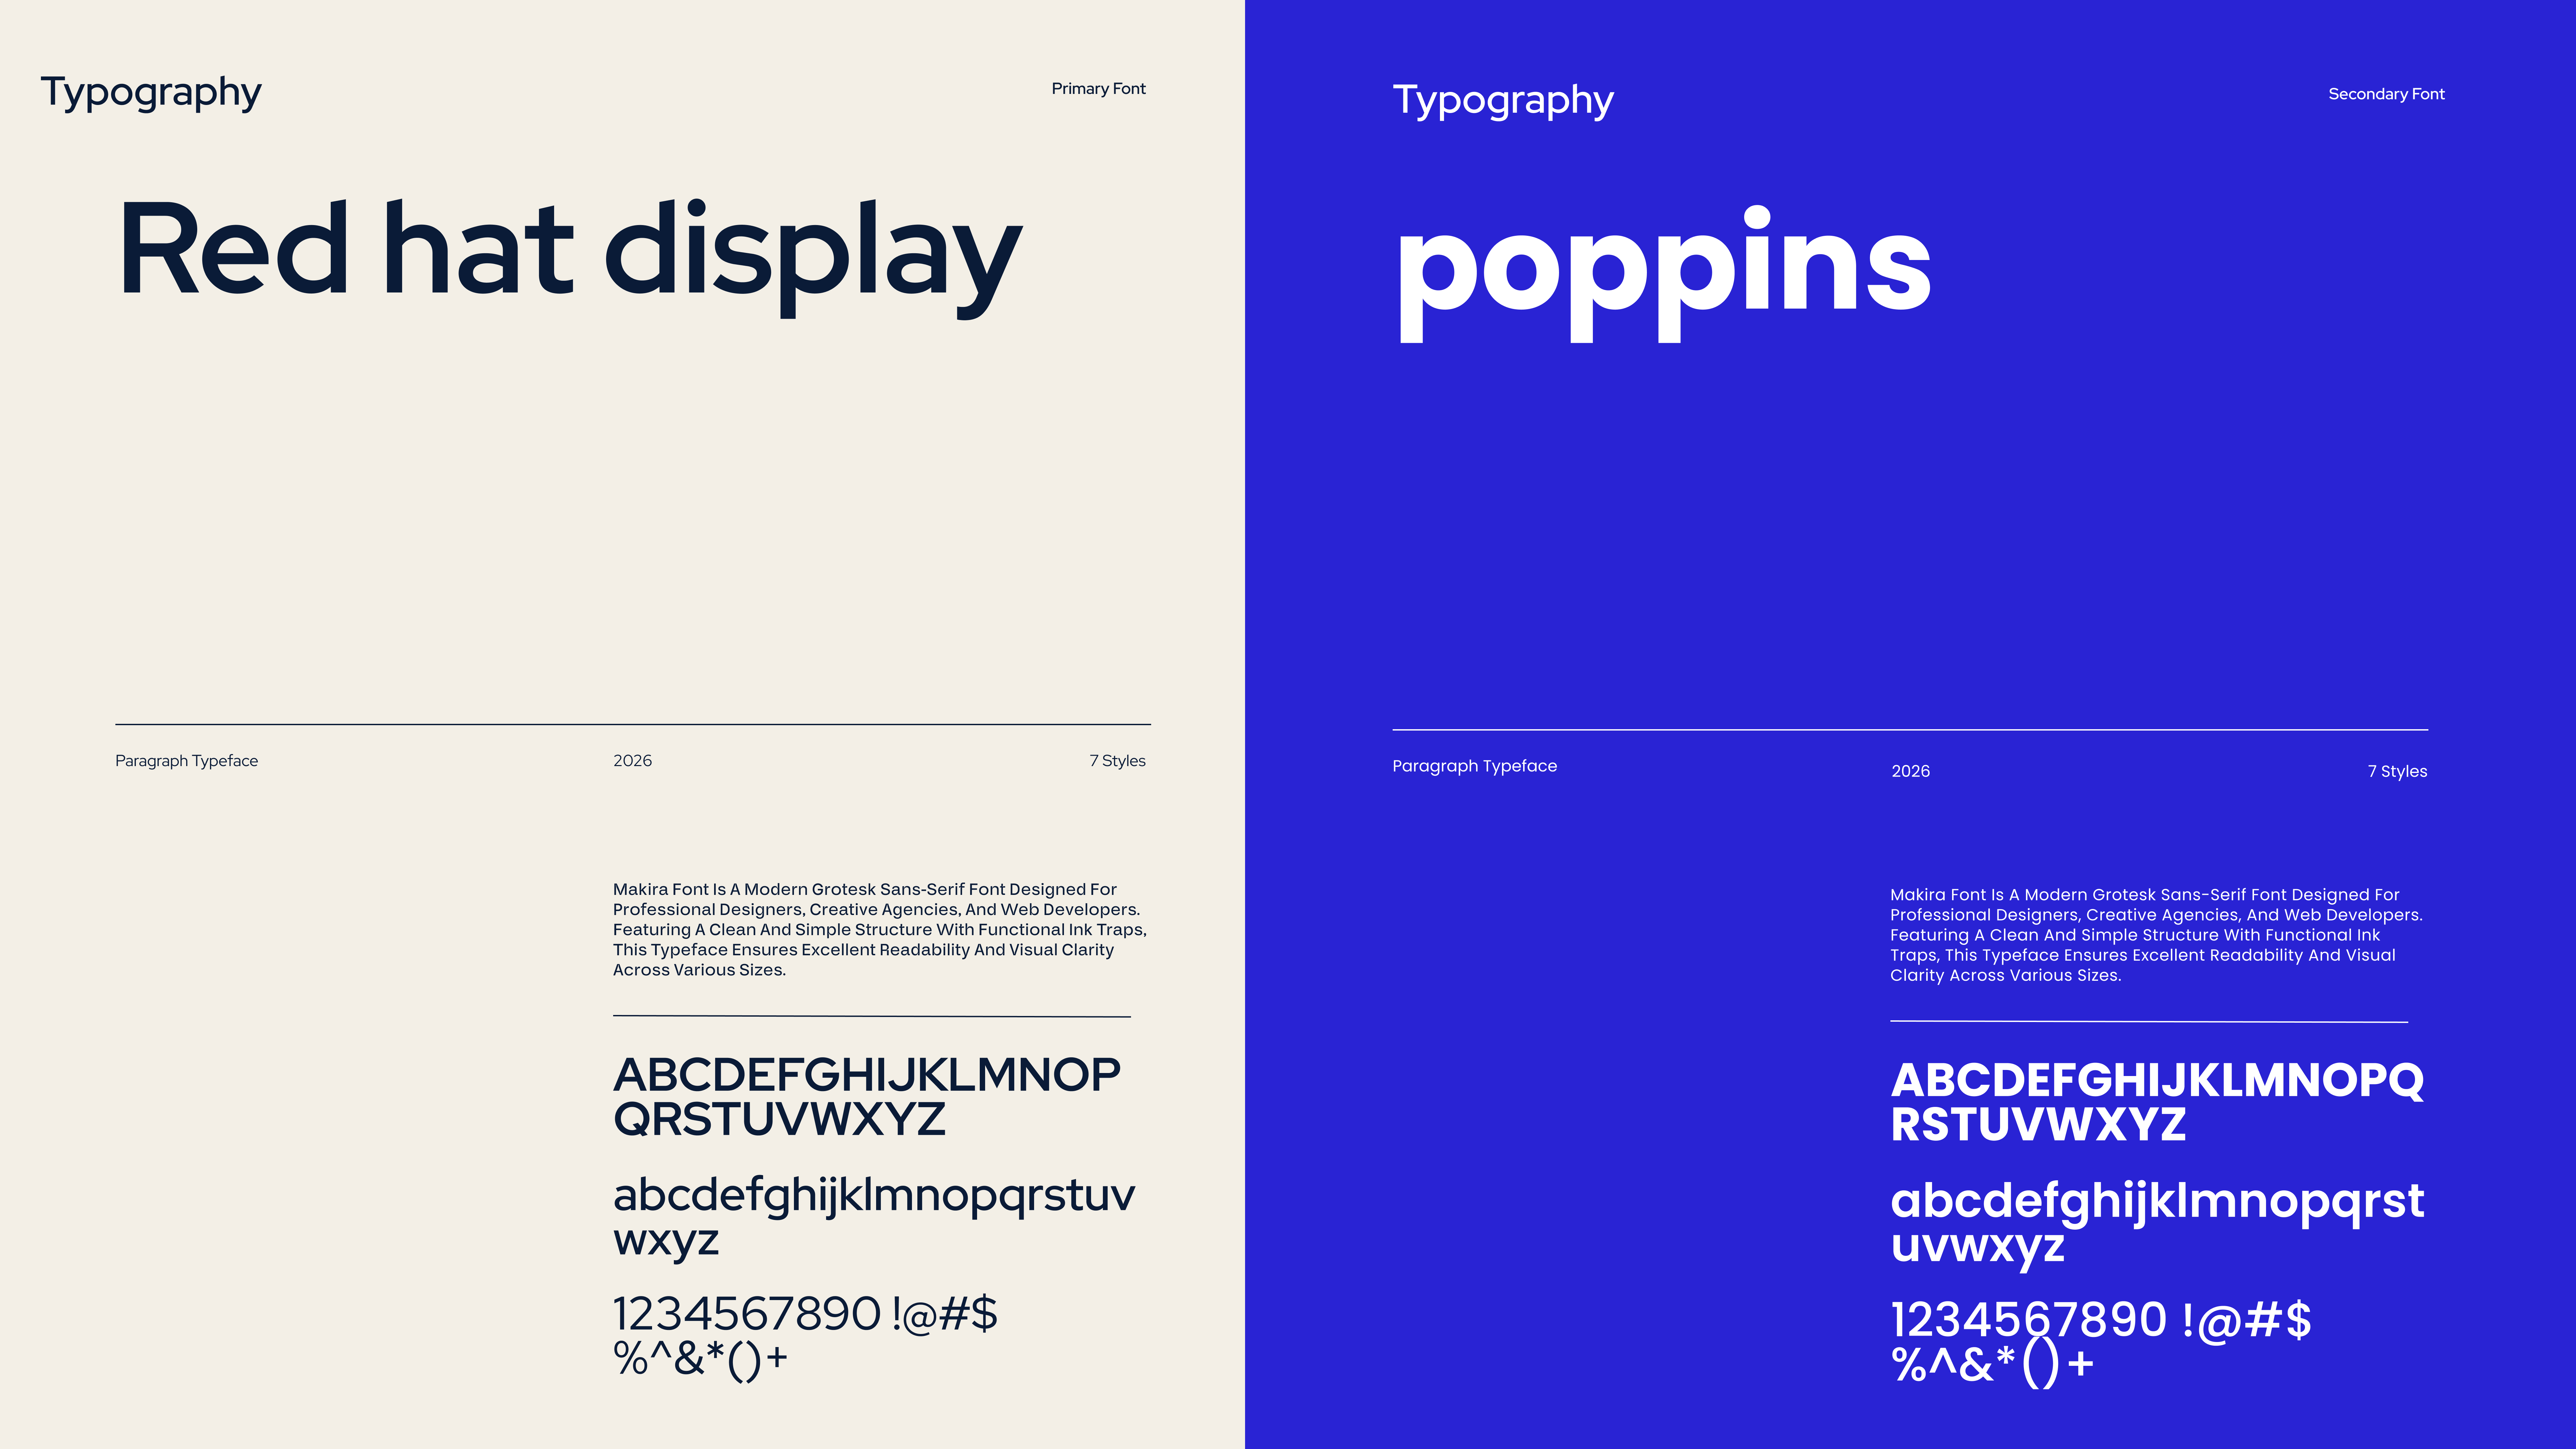 Typography
Primary Font
Red hat display
Paragraph Typeface
2026
7 Styles
Makira Font Is A Modern Grotesk Sans-Serif Font Designed For
Professional Designers, Creative Agencies, And Web Developers.
Featuring A Clean And Simple Structure With Functional Ink Traps,
This Typeface Ensures Excellent Readability And Visual Clarity
Across Various Sizes.
ABCDEFGHIJKLMNOP
QRSTUVWXYZ
abcdefghijklmnopqrstuv
wxyz
1234567890 !@#$
%^&*()+
Typography
Secondary Font
poppins
Paragraph Typeface
2026
7 Styles
Makira Font Is A Modern Grotesk Sans-Serif Font Designed For
Professional Designers, Creative Agencies, And Web Developers.
Featuring A Clean And Simple Structure With Functional Ink
Traps, This Typeface Ensures Excellent Readability And Visual
Clarity Across Various Sizes.
ABCDEFGHIJKLMNOPQ
RSTUVWXYZ
abcdefghijklmnopqrst
uvwxyz
1234567890 !@#$
%^&*()+